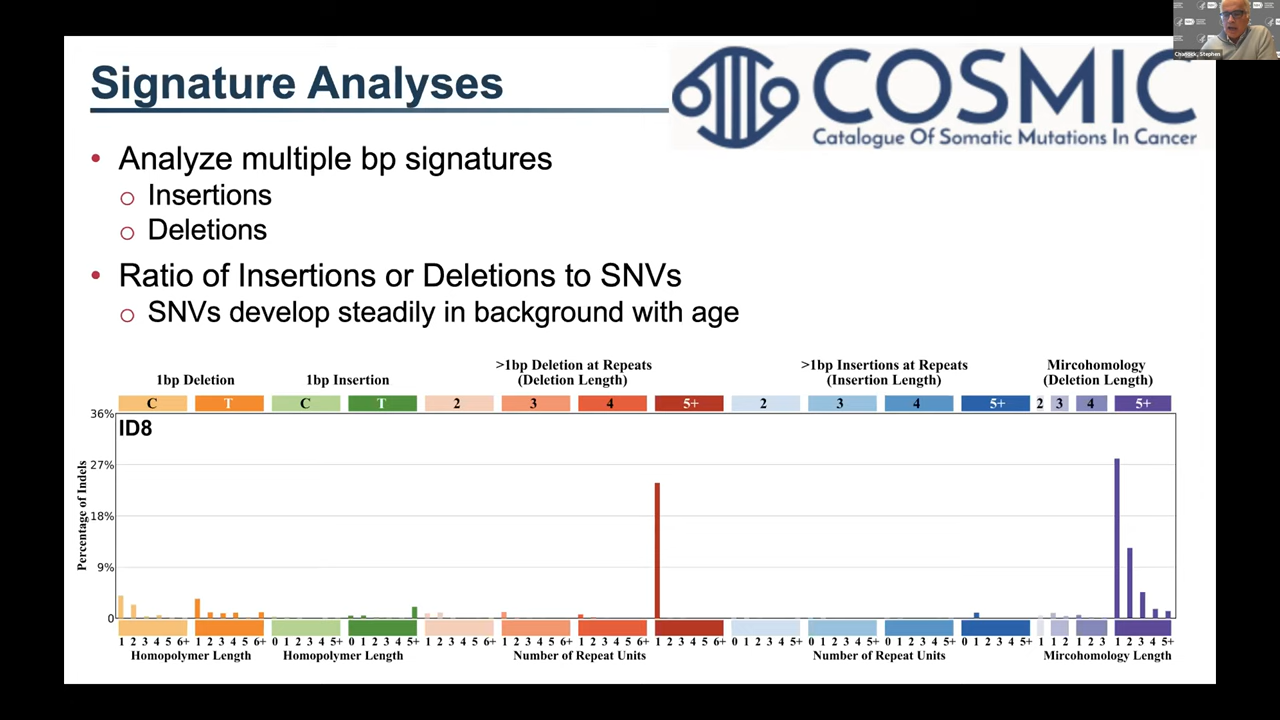 Chanock, Stephen
Signature Analyses
COSMIC
Catalogue Of Somatic Mutations In Cancer
• Analyze multiple bp signatures
o Insertions
o Deletions
• Ratio of Insertions or Deletions to SNVs
o SNVs develop steadily in background with age
1bp Deletion
1bp Insertion
>1bp Deletion at Repeats
(Deletion Length)
>1bp Insertions at Repeats
(Insertion Length)
Mircohomology
(Deletion Length)
C T C T 2 3 4 5+ 2 3 4 5+ 2 3 4 5+
ID8
Percentage of Indels
36%
27%
18%
9%
0
1 2 3 4 5 6+ 1 2 3 4 5 6+ 0 1 2 3 4 5+ 0 1 2 3 4 5+ 1 2 3 4 5 6+ 1 2 3 4 5 6+ 1 2 3 4 5 6+ 1 2 3 4 5 6+ 0 1 2 3 4 5+ 0 1 2 3 4 5+ 0 1 2 3 4 5+ 0 1 2 3 4 5+ 1 1 2 1 2 3 1 2 3 4 5+
Homopolymer Length
Homopolymer Length
Number of Repeat Units
Number of Repeat Units
Mircohomology Length